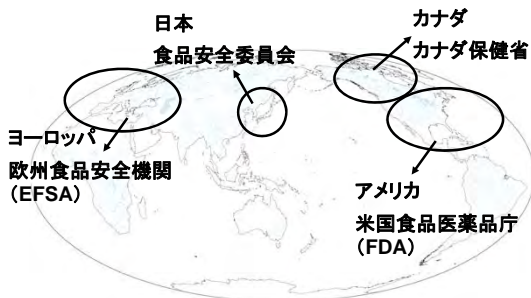 日本
食品安全委員会
カナダ
カナダ保健省
ヨーロッパ
欧州食品安全機関
(EFSA)
アメリカ
米国食品医薬品庁
(FDA)